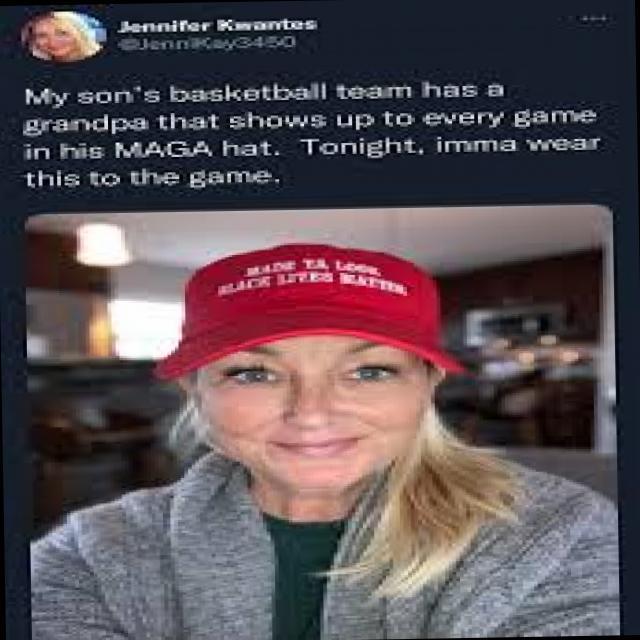 Jennifer Kwantes
@JenniKay3450
My son's basketball team has a
grandpa that shows up to every game
in his MAGA hat. Tonight, imma wear
this to the game.
MADE YA LOOK
BLACK LIVES MATTER